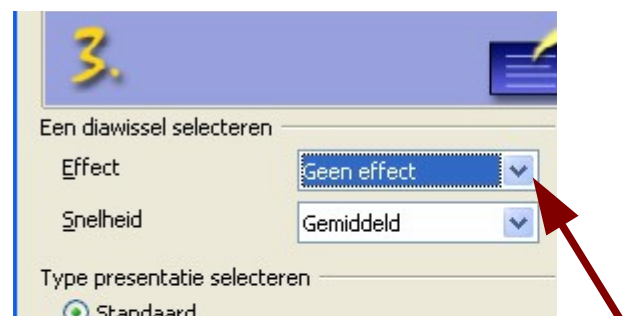 3.
Een diawissel selecteren
Effect Geen effect
Snelheid Gemiddeld
Type presentatie selecteren
Standaard